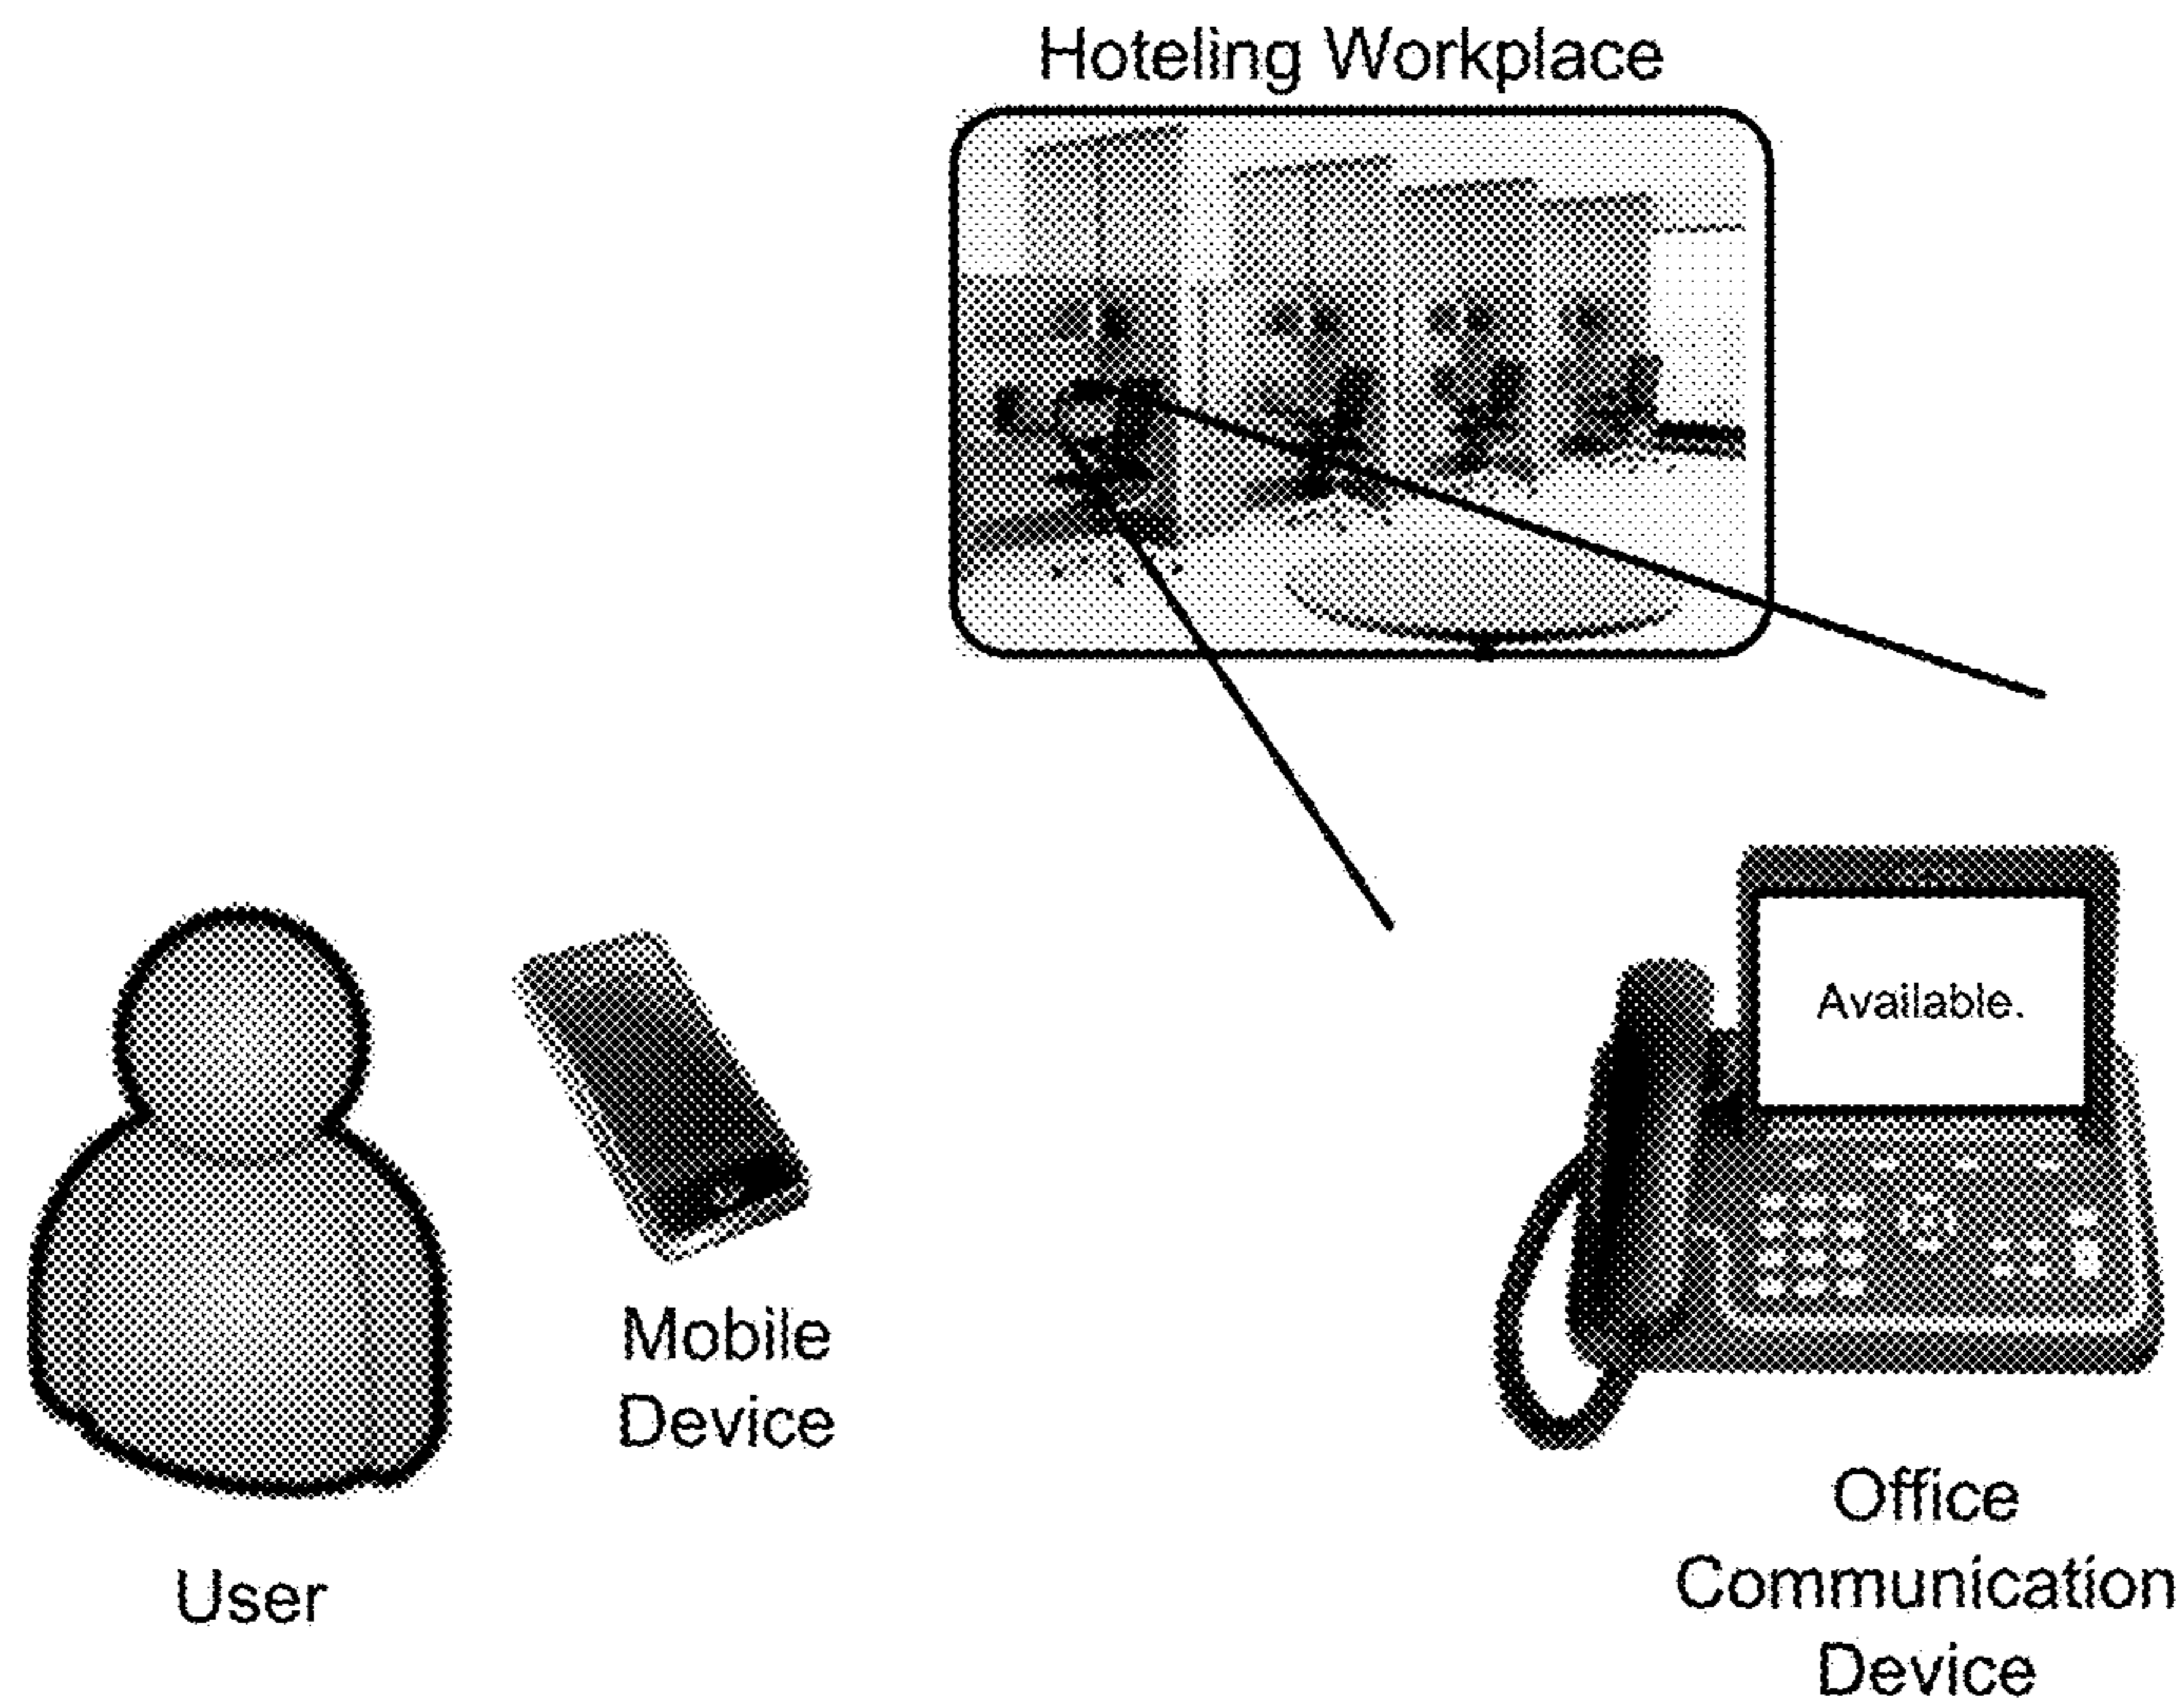 Hoteling Workplace
Available.
Mobile
Device
User
Office
Communication
Device